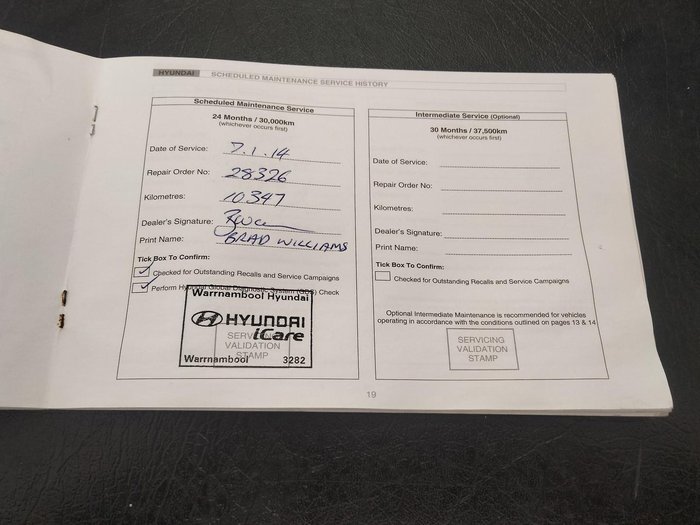 HYUNDAI SCHEDULED MAINTENANCE SERVICE HISTORY
Scheduled Maintenance Service
24 Months / 30,000km
(whichever occurs first)
Date of Service: 7.1.14
Repair Order No: 28326
Kilometres: 10347
Dealer's Signature:
Print Name: BRAD WILLIAMS
Tick Box To Confirm:
Checked for Outstanding Recalls and Service Campaigns
Perform Hyundai Global Diagnostic System (GDS) Check
Warrnambool Hyundai
HYUNDAI
iCare
SERVICING
VALIDATION
STAMP
Warrnambool 3282
Intermediate Service (Optional)
30 Months / 37,500km
(whichever occurs first)
Date of Service:
Repair Order No:
Kilometres:
Dealer's Signature:
Print Name:
Tick Box To Confirm:
Checked for Outstanding Recalls and Service Campaigns
Optional Intermediate Maintenance is recommended for vehicles
operating in accordance with the conditions outlined on pages 13 & 14
SERVICING
VALIDATION
STAMP
19